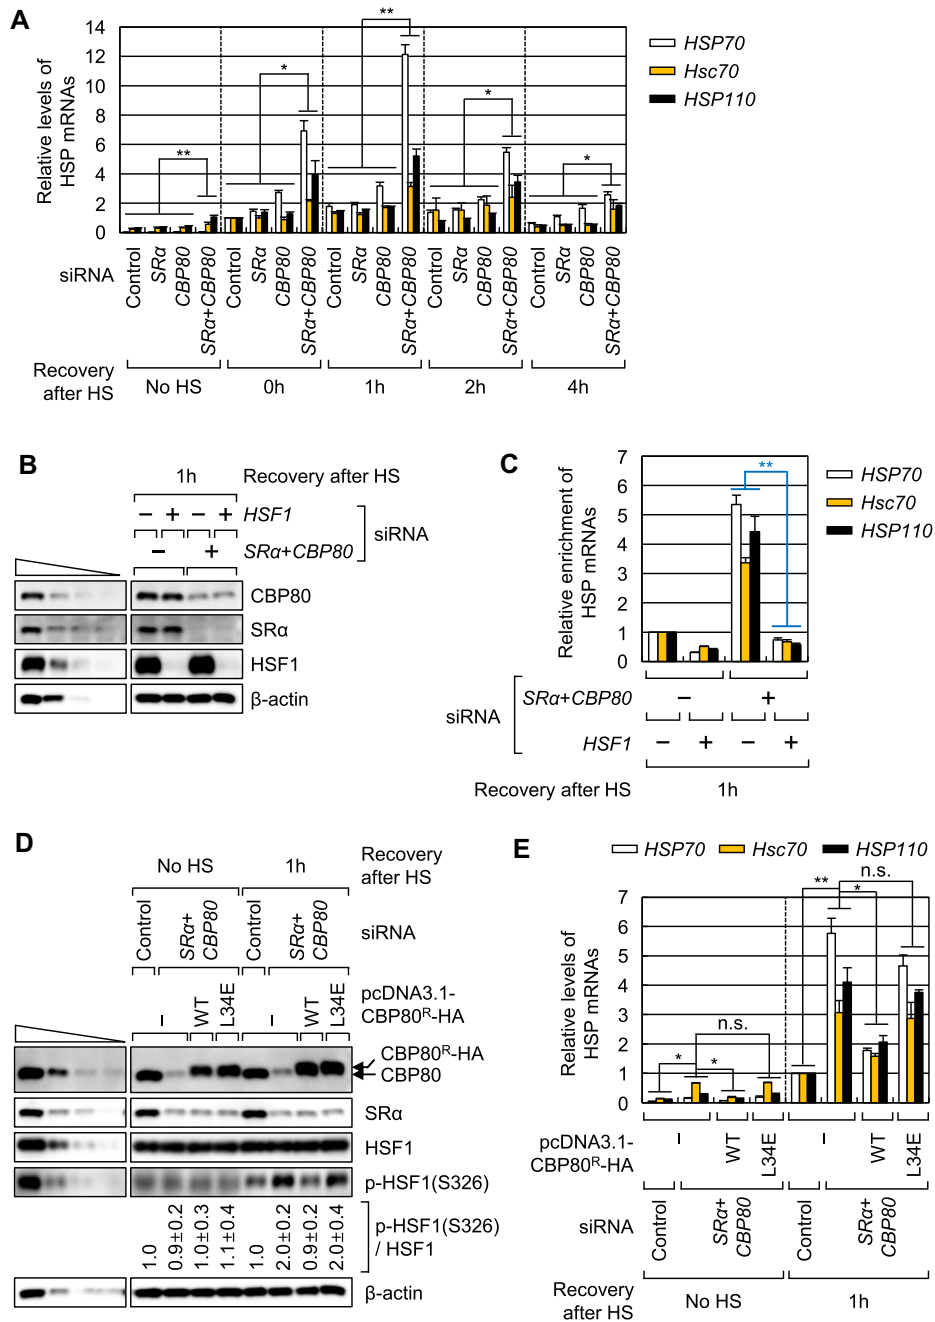 A
Relative levels of
HSP mRNAs
14
12
10
8
6
4
2
0
**
*
**
*
*
HSP70
Hsc70
HSP110
siRNA
Control
SRα
CBP80
SRα+CBP80
Control
SRα
CBP80
SRα+CBP80
Control
SRα
CBP80
SRα+CBP80
Control
SRα
CBP80
SRα+CBP80
Control
SRα
CBP80
SRα+CBP80
Recovery
after HS
No HS
0h
1h
2h
4h
B
1h
Recovery after HS
− + − +
HSF1
− +
SRα+CBP80
siRNA
CBP80
SRα
HSF1
β-actin
C
Relative enrichment of
HSP mRNAs
7
6
5
4
3
2
1
0
**
HSP70
Hsc70
HSP110
siRNA
SRα+CBP80
− +
HSF1
− + − +
Recovery after HS
1h
D
No HS
1h
Recovery
after HS
Control
SRα+
CBP80
Control
SRα+
CBP80
siRNA
−
WT
L34E
−
WT
L34E
pcDNA3.1-
CBP80R-HA
CBP80R-HA
CBP80
SRα
HSF1
p-HSF1(S326)
1.0
0.9±0.2
1.0±0.3
1.1±0.4
1.0
2.0±0.2
0.9±0.2
2.0±0.4
p-HSF1(S326)
/ HSF1
β-actin
E
HSP70
Hsc70
HSP110
Relative levels of
HSP mRNAs
7
6
5
4
3
2
1
0
*
*
n.s.
**
*
n.s.
pcDNA3.1-
CBP80R-HA
−
WT
L34E
−
WT
L34E
siRNA
Control
SRα+
CBP80
Control
SRα+
CBP80
Recovery
after HS
No HS
1h